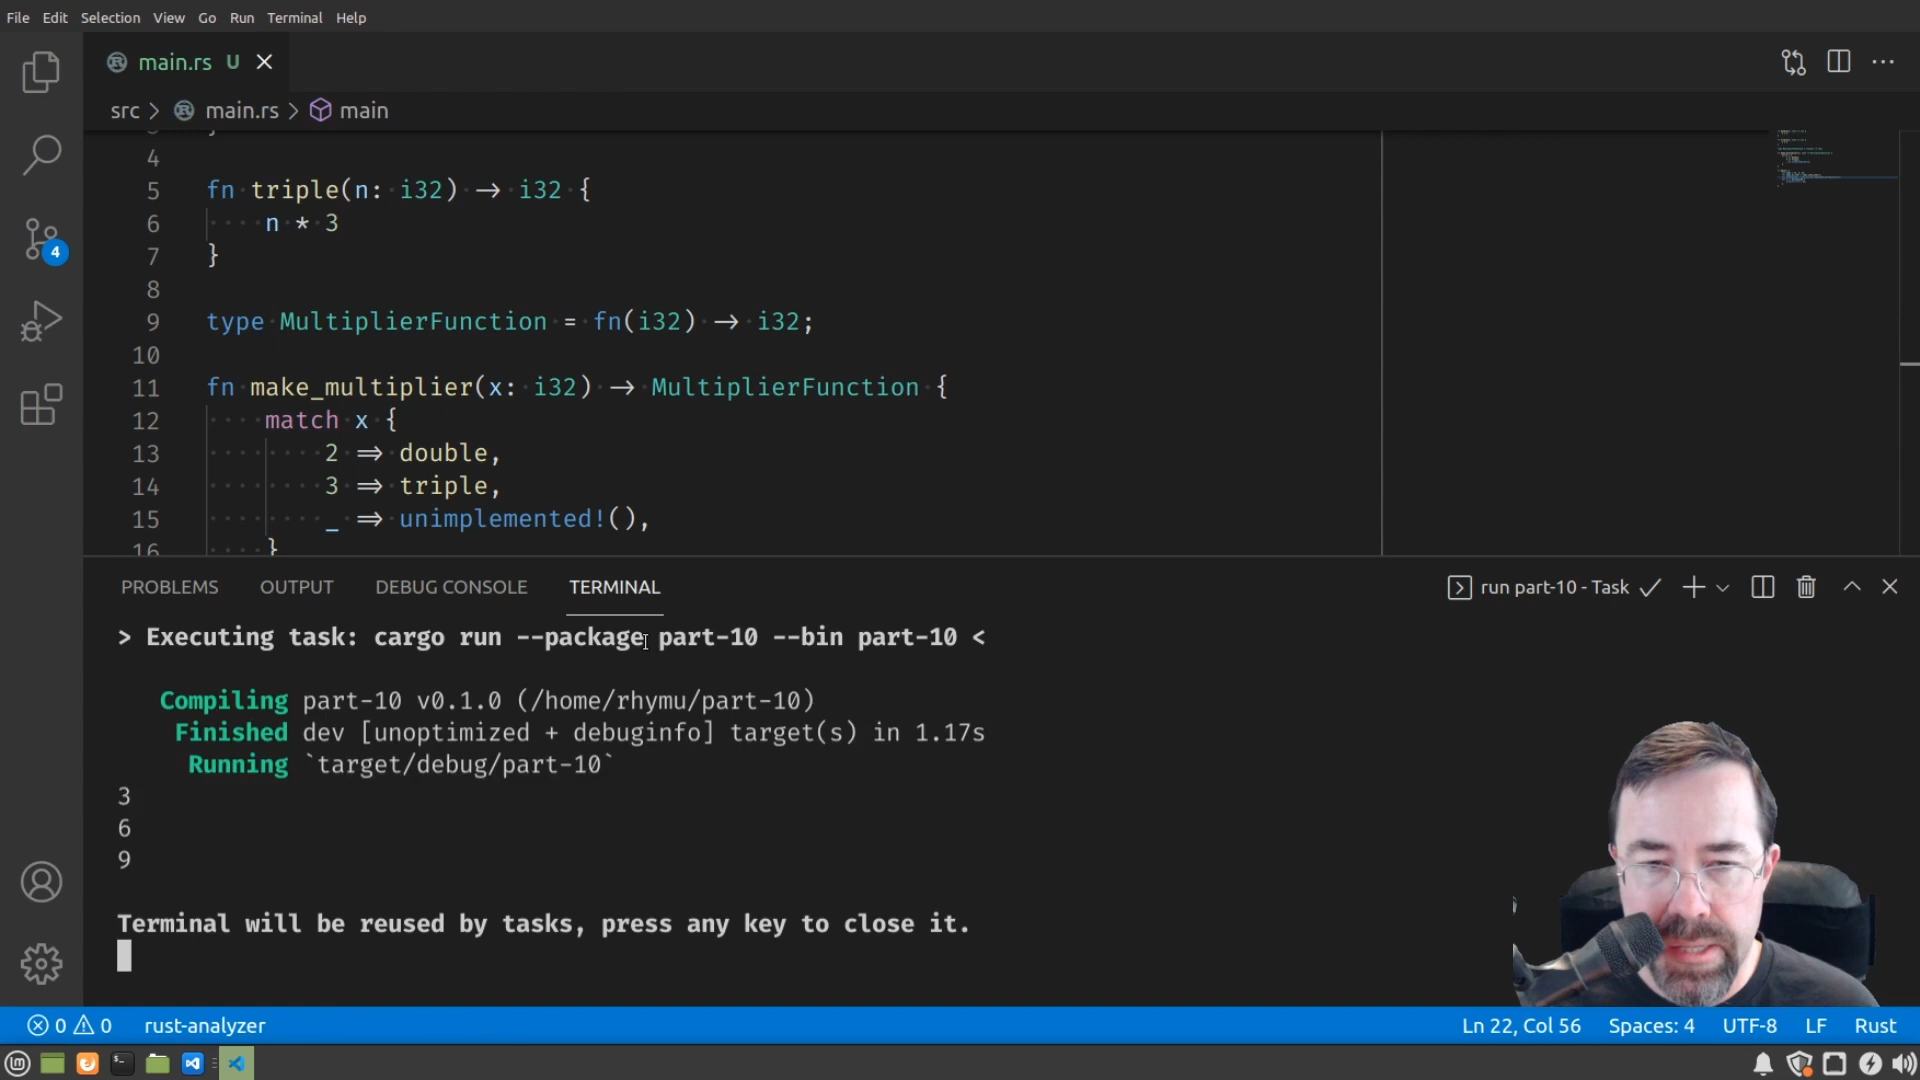 File Edit Selection View Go Run Terminal Help
main.rs U
src > main.rs > main
4
5 fn triple(n: i32) → i32 {
6 n * 3
7 }
8
9 type MultiplierFunction = fn(i32) → i32;
10
11 fn make_multiplier(x: i32) → MultiplierFunction {
12 match x {
13 2 ⇒ double,
14 3 ⇒ triple,
15 _ ⇒ unimplemented!(),
16 }
4
PROBLEMS OUTPUT DEBUG CONSOLE TERMINAL run part-10 - Task
> Executing task: cargo run --package part-10 --bin part-10 <
Compiling part-10 v0.1.0 (/home/rhymu/part-10)
Finished dev [unoptimized + debuginfo] target(s) in 1.17s
Running `target/debug/part-10`
3
6
9
Terminal will be reused by tasks, press any key to close it.
0 0 rust-analyzer Ln 22, Col 56 Spaces: 4 UTF-8 LF Rust